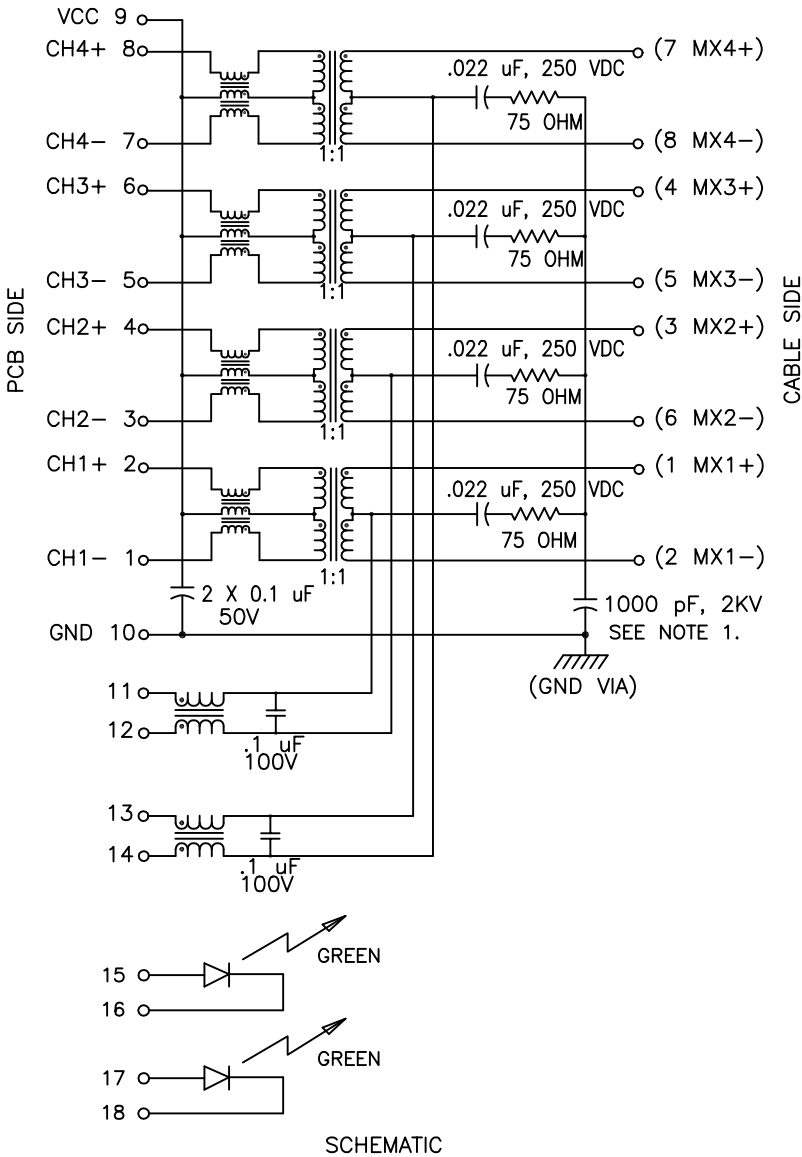 VCC 9
CH4+ 8
(7 MX4+)
.022 uF, 250 VDC
75 OHM
CH4- 7
(8 MX4-)
1:1
CH3+ 6
(4 MX3+)
.022 uF, 250 VDC
75 OHM
CH3- 5
(5 MX3-)
1:1
PCB SIDE
CABLE SIDE
CH2+ 4
(3 MX2+)
.022 uF, 250 VDC
75 OHM
CH2- 3
(6 MX2-)
1:1
CH1+ 2
(1 MX1+)
.022 uF, 250 VDC
75 OHM
CH1- 1
(2 MX1-)
1:1
2 X 0.1 uF
50V
1000 pF, 2KV
GND 10
SEE NOTE 1.
(GND VIA)
11
12
.1 uF
100V
13
14
.1 uF
100V
GREEN
15
16
GREEN
17
18
SCHEMATIC